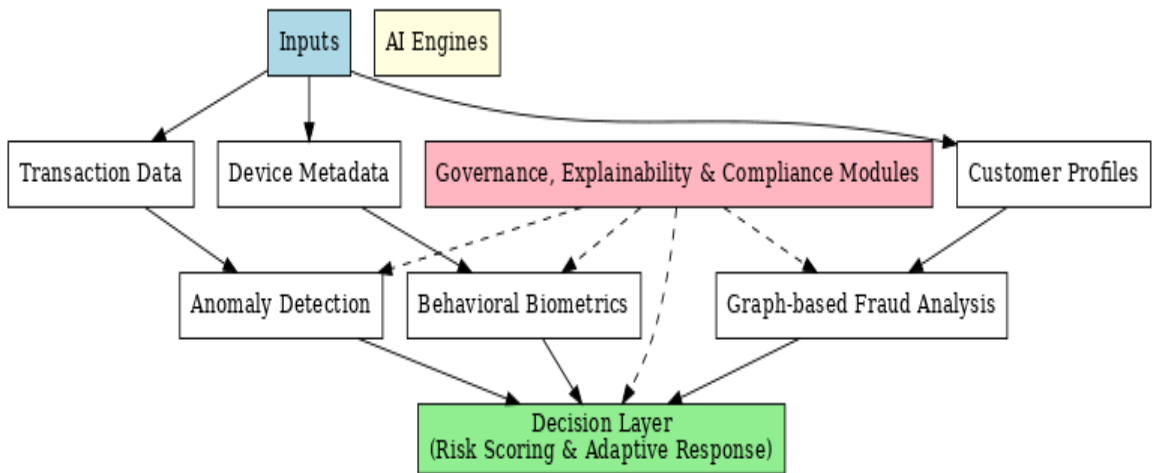 Inputs
AI Engines
Transaction Data
Device Metadata
Governance, Explainability & Compliance Modules
Customer Profiles
Anomaly Detection
Behavioral Biometrics
Graph-based Fraud Analysis
Decision Layer
(Risk Scoring & Adaptive Response)